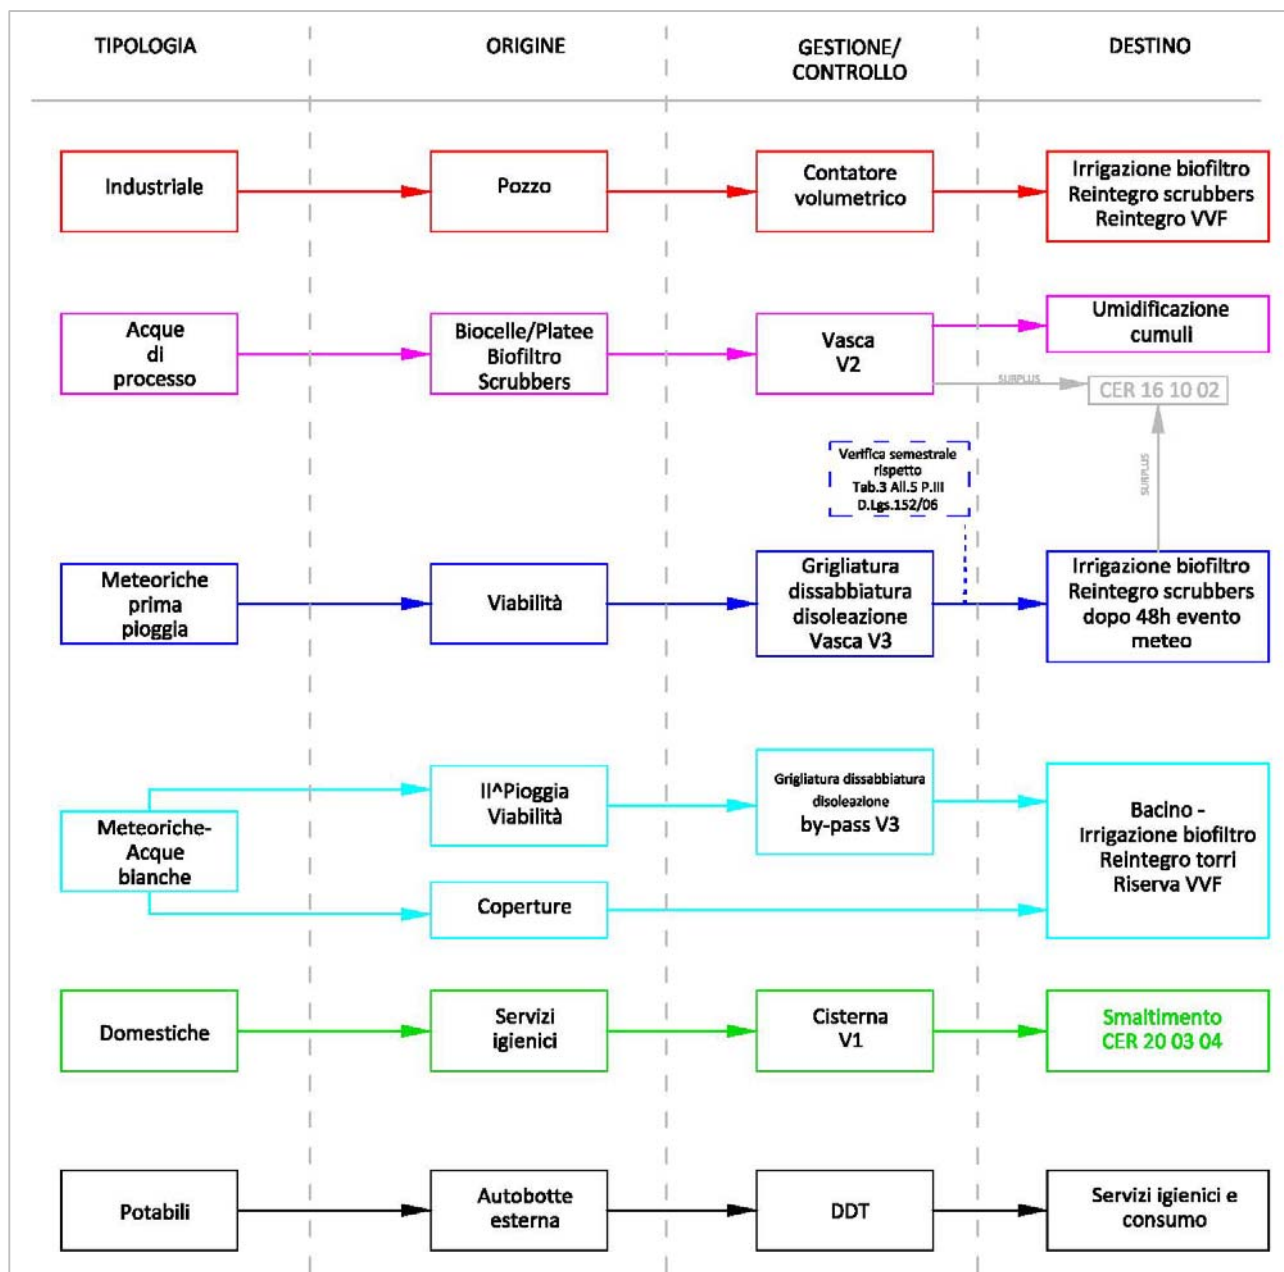 TIPOLOGIA
ORIGINE
GESTIONE/
CONTROLLO
DESTINO
Industriale
Pozzo
Contatore
volumetrico
Irrigazione biofiltro
Reintegro scrubbers
Reintegro VVF
Acque
di
processo
Biocelle/Platee
Biofiltro
Scrubbers
Vasca
V2
Umidificazione
cumuli
SURPLUS
CER 16 10 02
SURPLUS
Verifica semestrale
rispetto
Tab.3 All.5 P.III
D.Lgs.152/06
Meteoriche
prima
pioggia
Viabilità
Grigliatura
dissabbiatura
disoleazione
Vasca V3
Irrigazione biofiltro
Reintegro scrubbers
dopo 48h evento
meteo
Meteoriche-
Acque
bianche
II^Pioggia
Viabilità
Grigliatura dissabbiatura
disoleazione
by-pass V3
Coperture
Bacino -
Irrigazione biofiltro
Reintegro torri
Riserva VVF
Domestiche
Servizi
igienici
Cisterna
V1
Smaltimento
CER 20 03 04
Potabili
Autobotte
esterna
DDT
Servizi igienici e
consumo